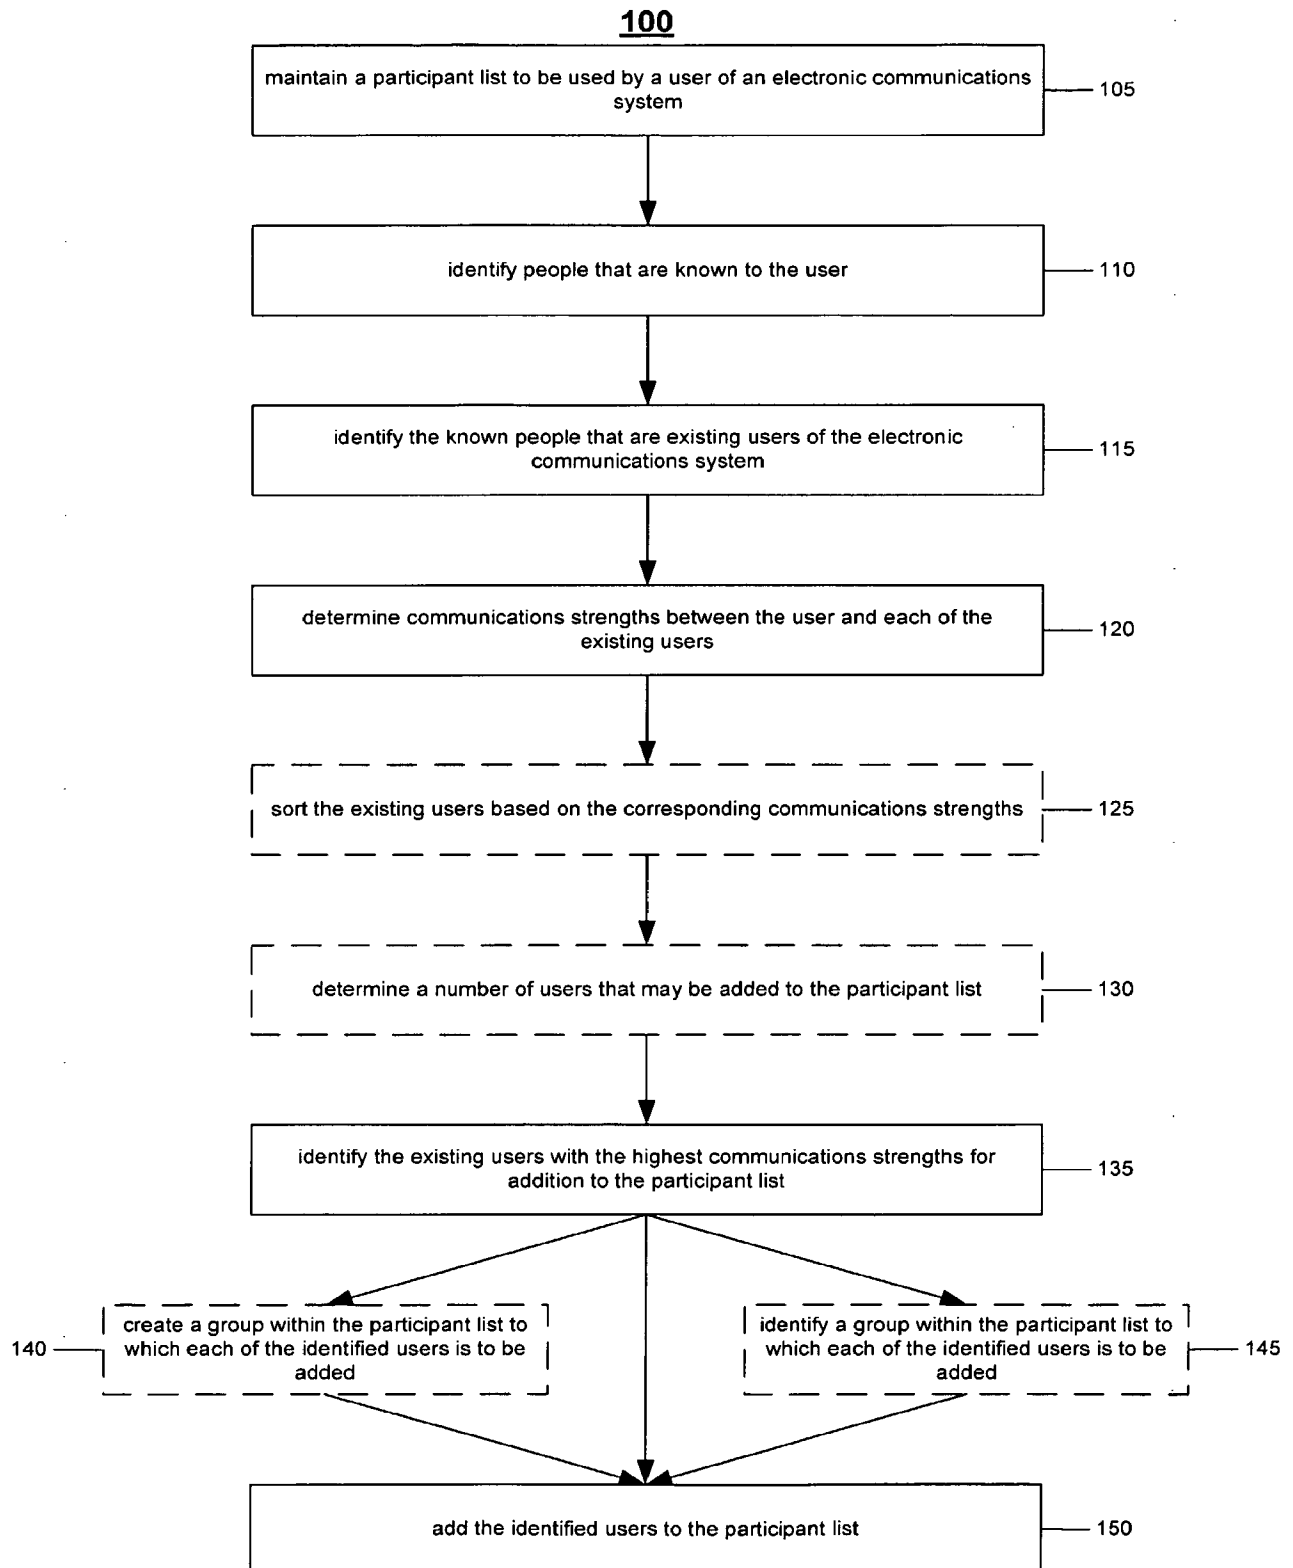 100
maintain a participant list to be used by a user of an electronic communications
system
105
identify people that are known to the user
110
identify the known people that are existing users of the electronic
communications system
115
determine communications strengths between the user and each of the
existing users
120
sort the existing users based on the corresponding communications strengths
125
determine a number of users that may be added to the participant list
130
identify the existing users with the highest communications strengths for
addition to the participant list
135
140
create a group within the participant list to
which each of the identified users is to be
added
identify a group within the participant list to
which each of the identified users is to be
added
145
add the identified users to the participant list
150